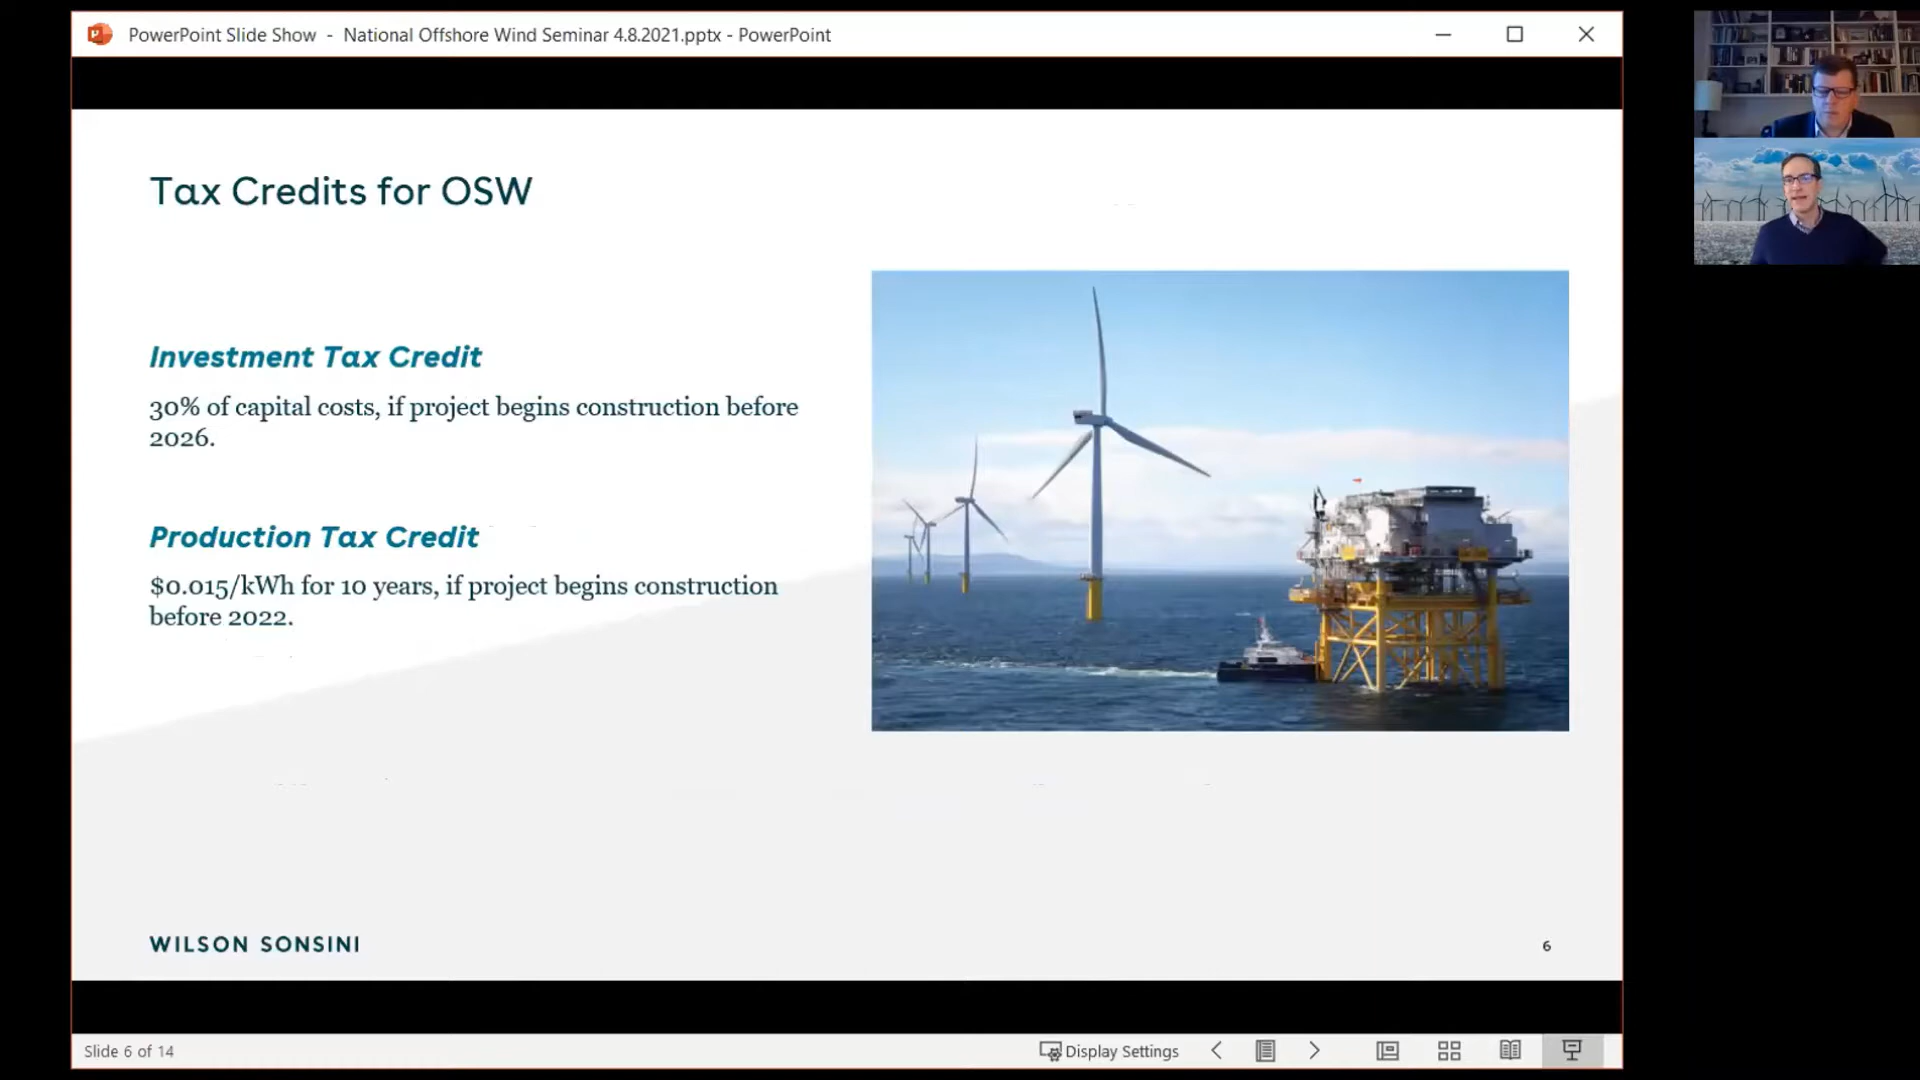 PowerPoint Slide Show - National Offshore Wind Seminar 4.8.2021.pptx - PowerPoint
Tax Credits for OSW
Investment Tax Credit
30% of capital costs, if project begins construction before
2026.
Production Tax Credit
$0.015/kWh for 10 years, if project begins construction
before 2022.
WILSON SONSINI
6
Slide 6 of 14
Display Settings